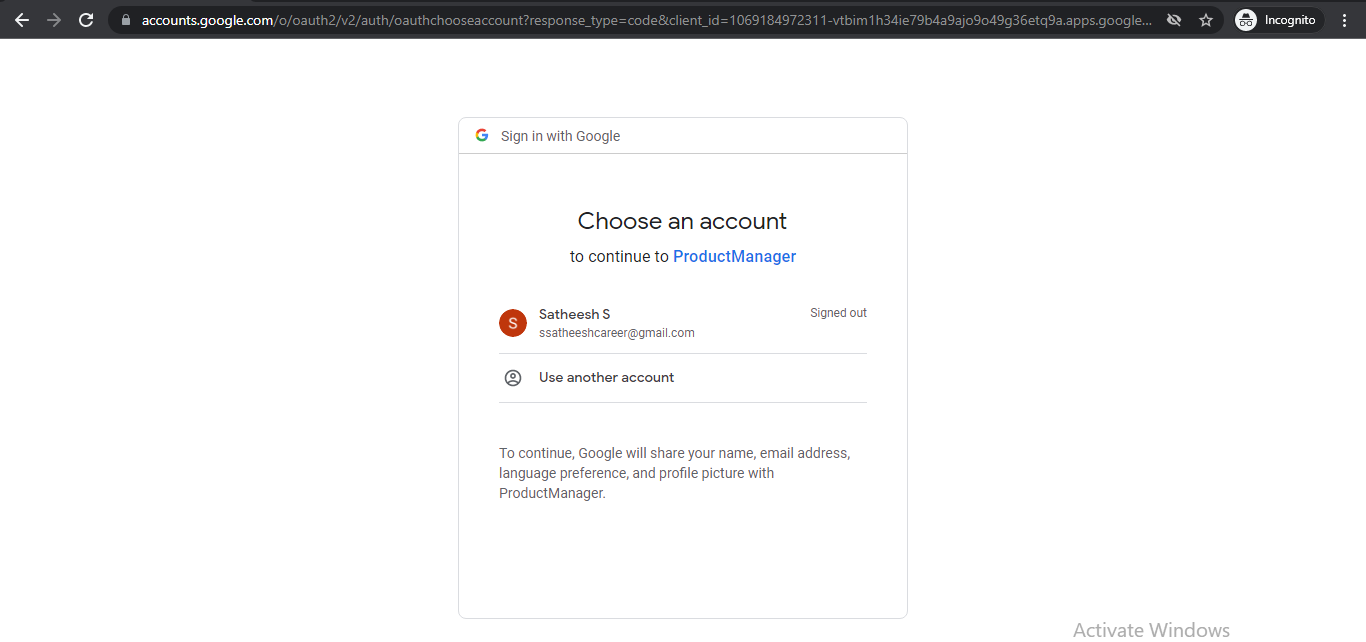 accounts.google.com/o/oauth2/v2/auth/oauthchooseaccount?response_type=code&client_id=1069184972311-vtbim1h34ie79b4a9ajo9o49g36etq9a.apps.google... Incognito
Sign in with Google
Choose an account
to continue to ProductManager
S Satheesh S Signed out
ssatheeshcareer@gmail.com
Use another account
To continue, Google will share your name, email address,
language preference, and profile picture with
ProductManager.
Activate Windows